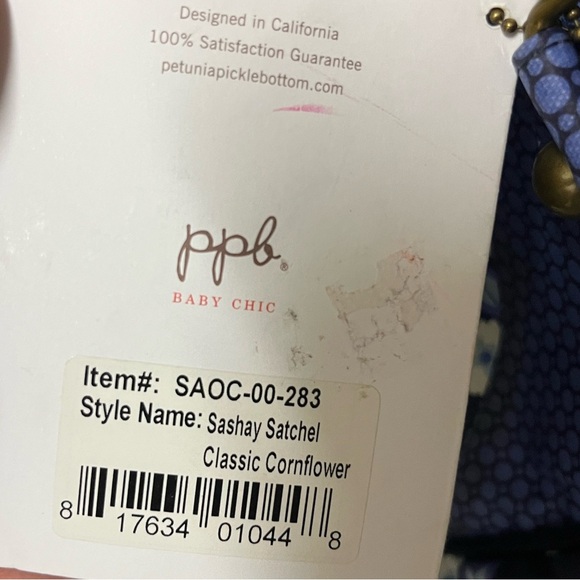 Designed in California
100% Satisfaction Guarantee
petuniapicklebottom.com
ppb®
BABY CHIC
Item#: SAOC-00-283
Style Name: Sashay Satchel
Classic Cornflower
8 17634 01044 8